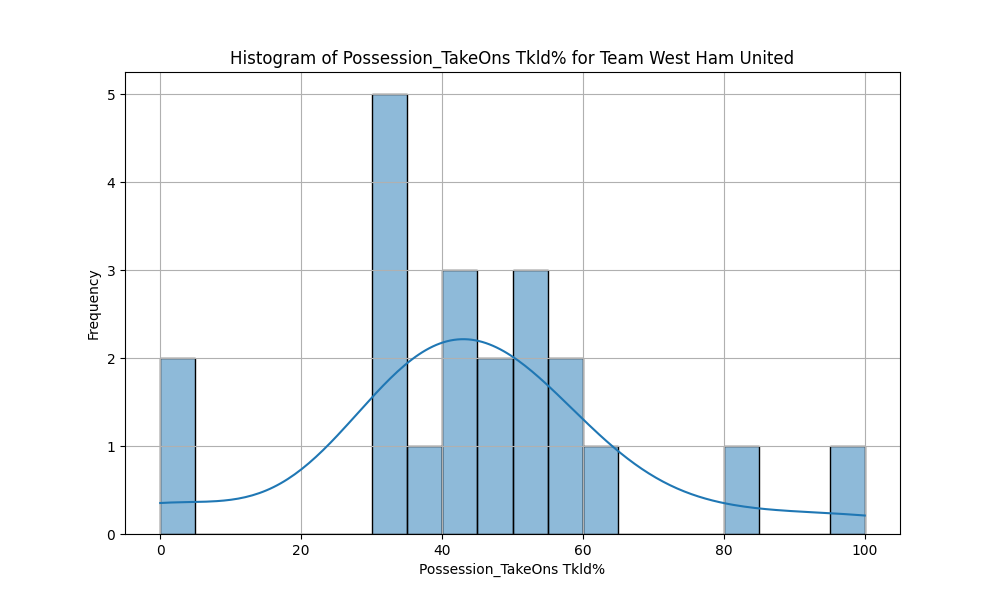 Histogram of Possession_TakeOns Tkld% for Team West Ham United
5
4
3
2
1
0
Frequency
0 20 40 60 80 100
Possession_TakeOns Tkld%